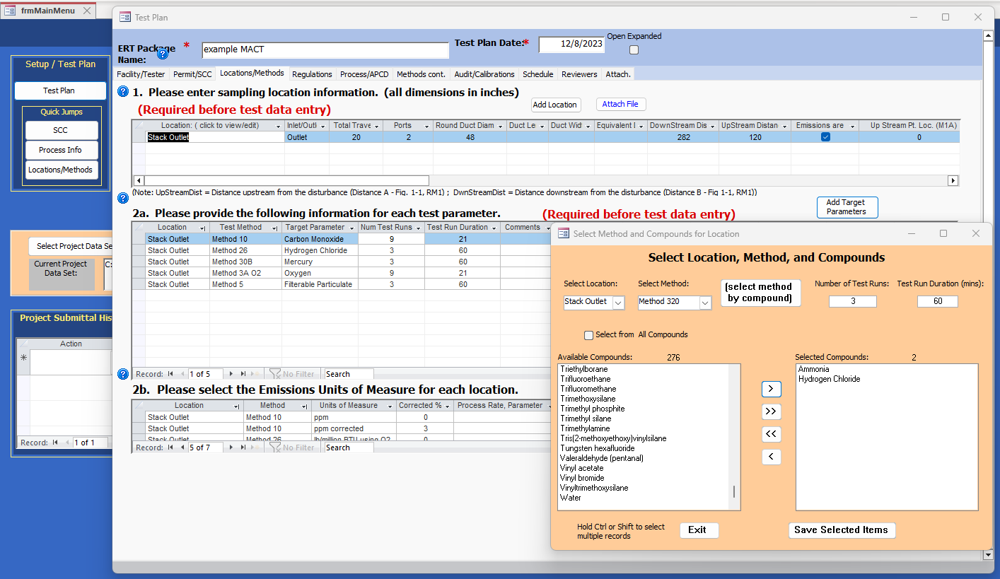 frmMainMenu
Test Plan
ERT Package
Name:
*
example MACT
Test Plan Date:*
12/8/2023
Open Expanded
Setup / Test Plan
Test Plan
Quick Jumps
SCC
Process Info
Locations/Methods
Select Project Data Se
Current Project
Data Set:
C:
Project Submittal His
Action
Record: 1 of 1
Facility/Tester Permit/SCC Locations/Methods Regulations Process/APCD Methods cont. Audit/Calibrations Schedule Reviewers Attach.
1. Please enter sampling location information. (all dimensions in inches)
(Required before test data entry)
Add Location
Attach File
Location: ( click to view/edit) Inlet/Outl Total Trave Ports Round Duct Diam Duct Le Duct Widt Equivalent I DownStream Dis UpStream Distan Emissions are Up Stream Pt. Loc. (M1A)
Stack Outlet Outlet 20 2 48 282 120 0
(Note: UpStreamDist = Distance upstream from the disturbance (Distance A - Fig. 1-1, RM1) ; DwnStreamDist = Distance downstream from the disturbance (Distance B - Fig 1-1, RM1))
2a. Please provide the following information for each test parameter.
(Required before test data entry)
Add Target
Parameters
Location Test Method Target Parameter Num Test Runs Test Run Duration Comments
Stack Outlet Method 10 Carbon Monoxide 9 21
Stack Outlet Method 26 Hydrogen Chloride 3 60
Stack Outlet Method 30B Mercury 3 60
Stack Outlet Method 3A O2 Oxygen 9 21
Stack Outlet Method 5 Filterable Particulate 3 60
Record: 1 of 5 No Filter Search
2b. Please select the Emissions Units of Measure for each location.
Location Method Units of Measure Corrected % Process Rate, Parameter
Stack Outlet Method 10 ppm 0
Stack Outlet Method 10 ppm corrected 3
Stack Outlet Method 26 lb/million BTU using O2 0
Record: 5 of 7 No Filter Search
Select Method and Compounds for Location
Select Location, Method, and Compounds
Select Location:
Stack Outlet
Select Method:
Method 320
(select method
by compound)
Number of Test Runs:
3
Test Run Duration (mins):
60
Select from All Compounds
Available Compounds: 276
Triethylborane
Trifluoroethane
Trifluoromethane
Trimethoxysilane
Trimethyl phosphite
Trimethyl silane
Trimethylamine
Tris(2-methoxyethoxy)vinylsilane
Tungsten hexafluoride
Valeraldehyde (pentanal)
Vinyl acetate
Vinyl bromide
Vinyltrimethoxysilane
Water
>
>>
<<
<
Selected Compounds: 2
Ammonia
Hydrogen Chloride
Hold Ctrl or Shift to select
multiple records
Exit
Save Selected Items